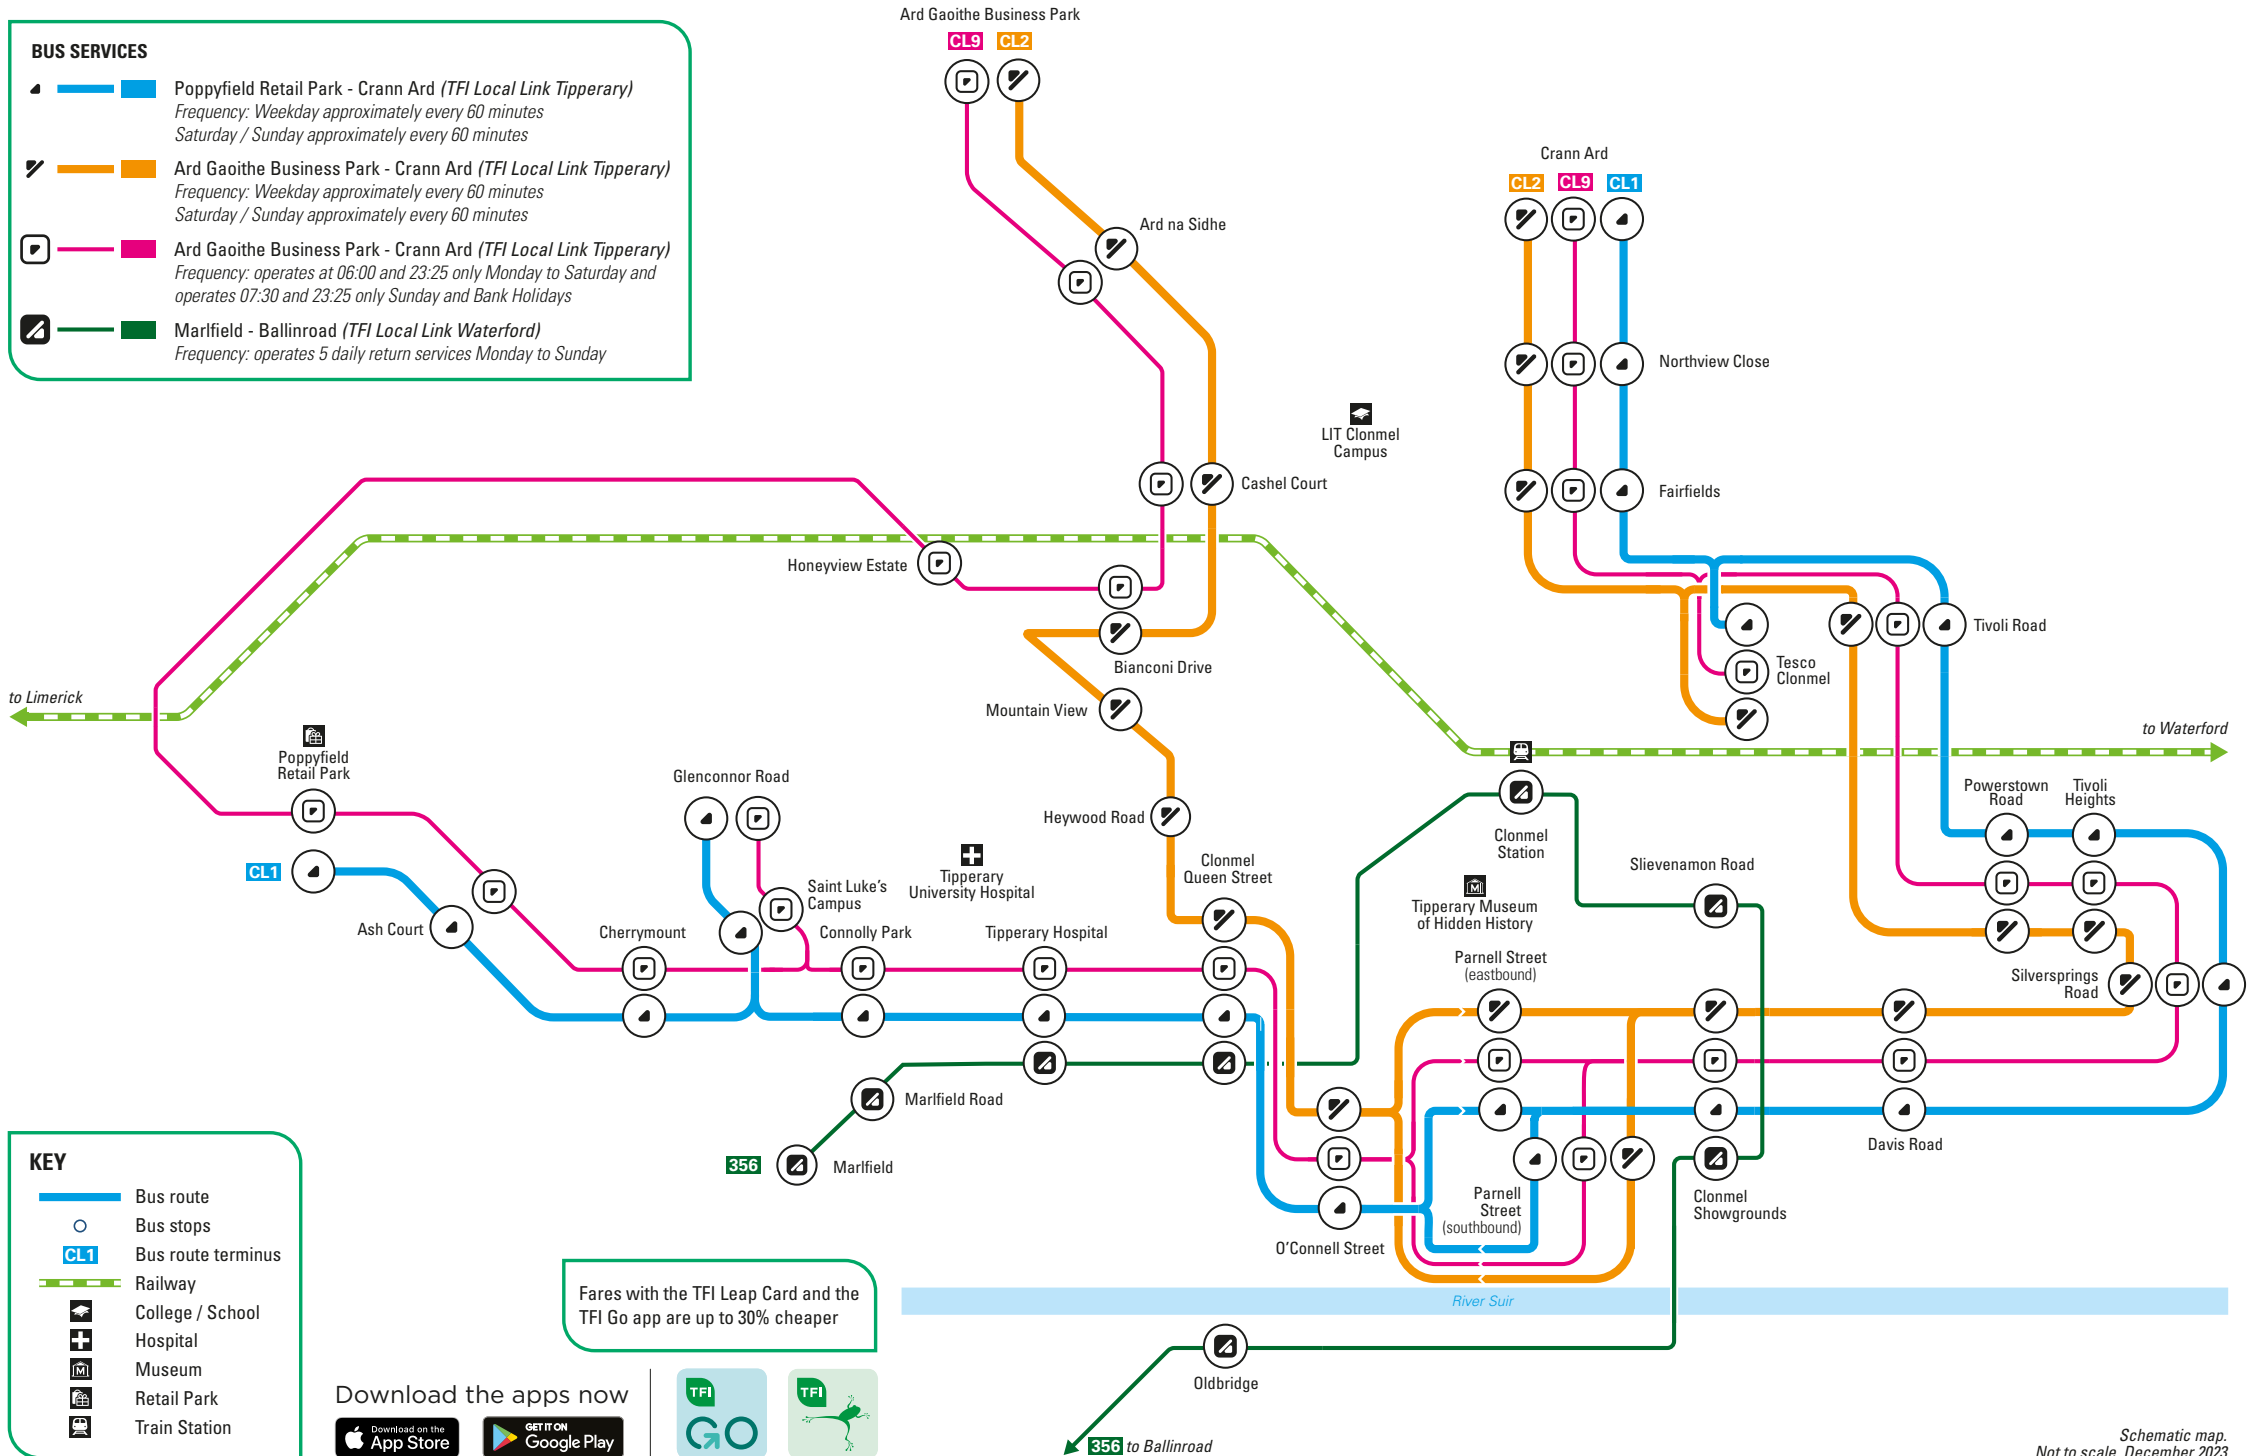 BUS SERVICES
Poppyfield Retail Park - Crann Ard (TFI Local Link Tipperary)
Frequency: Weekday approximately every 60 minutes
Saturday / Sunday approximately every 60 minutes
Ard Gaoithe Business Park - Crann Ard (TFI Local Link Tipperary)
Frequency: Weekday approximately every 60 minutes
Saturday / Sunday approximately every 60 minutes
Ard Gaoithe Business Park - Crann Ard (TFI Local Link Tipperary)
Frequency: operates at 06:00 and 23:25 only Monday to Saturday and
operates 07:30 and 23:25 only Sunday and Bank Holidays
Marlfield - Ballinroad (TFI Local Link Waterford)
Frequency: operates 5 daily return services Monday to Sunday
Ard Gaoithe Business Park
CL9 CL2
Ard na Sidhe
Crann Ard
CL2 CL9 CL1
Northview Close
LIT Clonmel
Campus
Cashel Court
Fairfields
Honeyview Estate
Bianconi Drive
Tivoli Road
Tesco
Clonmel
to Limerick
Mountain View
to Waterford
Poppyfield
Retail Park
Glenconnor Road
Powerstown
Road
Tivoli
Heights
Heywood Road
Clonmel
Station
CL1
Clonmel
Queen Street
Slievenamon Road
Tipperary
University Hospital
Saint Luke's
Campus
Tipperary Museum
of Hidden History
Ash Court
Cherrymount
Connolly Park
Tipperary Hospital
Parnell Street
(eastbound)
Silversprings
Road
Marlfield Road
Davis Road
356
Marlfield
Parnell
Street
(southbound)
Clonmel
Showgrounds
O'Connell Street
KEY
Bus route
Bus stops
CL1
Bus route terminus
Railway
College / School
Hospital
M
Museum
Retail Park
Train Station
Fares with the TFI Leap Card and the
TFI Go app are up to 30% cheaper
River Suir
Oldbridge
Download the apps now
Download on the
App Store
GET IT ON
Google Play
TFI
GO
TFI
356 to Ballinroad
Schematic map.
Not to scale. December 2023